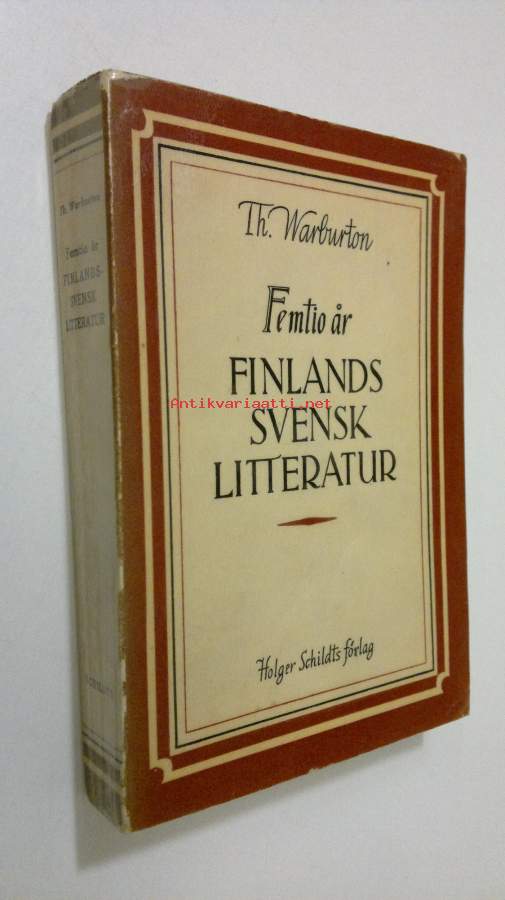 Th. Warburton
Femtio år
FINLANDS
SVENSK
LITTERATUR
Holger Schildts förlag
Th. Warburton
Femtio år
FINLANDS-
SVENSK
LITTERATUR
Antikvariaatti.net